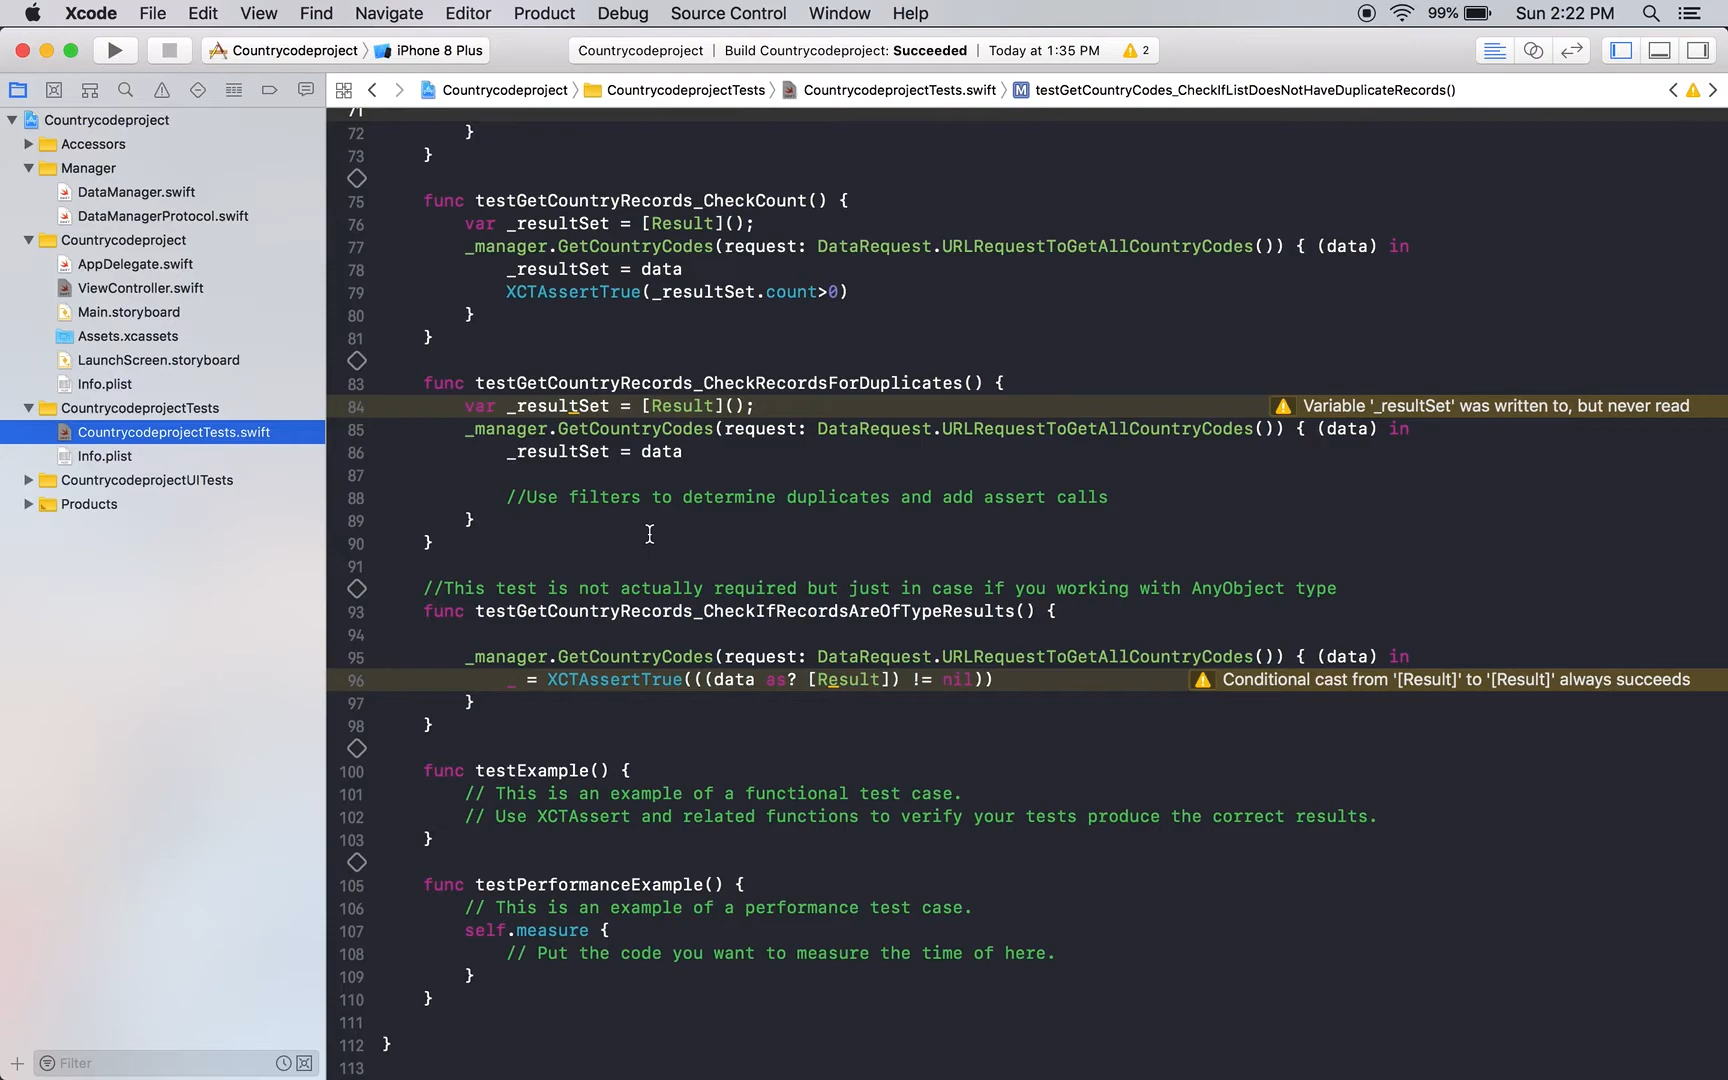 Xcode File Edit View Find Navigate Editor Product Debug Source Control Window Help 99% Sun 2:22 PM
Countrycodeproject iPhone 8 Plus Countrycodeproject | Build Countrycodeproject: Succeeded | Today at 1:35 PM 2
Countrycodeproject CountrycodeprojectTests CountrycodeprojectTests.swift M testGetCountryCodes_CheckIfListDoesNotHaveDuplicateRecords()
Countrycodeproject
Accessors
Manager
DataManager.swift
DataManagerProtocol.swift
Countrycodeproject
AppDelegate.swift
ViewController.swift
Main.storyboard
Assets.xcassets
LaunchScreen.storyboard
Info.plist
CountrycodeprojectTests
CountrycodeprojectTests.swift
Info.plist
CountrycodeprojectUITests
Products
Filter
71
72 }
73 }
75 func testGetCountryRecords_CheckCount() {
76 var _resultSet = [Result]();
77 _manager.GetCountryCodes(request: DataRequest.URLRequestToGetAllCountryCodes()) { (data) in
78 _resultSet = data
79 XCTAssertTrue(_resultSet.count>0)
80 }
81 }
83 func testGetCountryRecords_CheckRecordsForDuplicates() {
84 var _resultSet = [Result](); Variable '_resultSet' was written to, but never read
85 _manager.GetCountryCodes(request: DataRequest.URLRequestToGetAllCountryCodes()) { (data) in
86 _resultSet = data
87
88 //Use filters to determine duplicates and add assert calls
89 }
90 }
91
//This test is not actually required but just in case if you working with AnyObject type
93 func testGetCountryRecords_CheckIfRecordsAreOfTypeResults() {
94
95 _manager.GetCountryCodes(request: DataRequest.URLRequestToGetAllCountryCodes()) { (data) in
96 _ = XCTAssertTrue(((data as? [Result]) != nil)) Conditional cast from '[Result]' to '[Result]' always succeeds
97 }
98 }
100 func testExample() {
101 // This is an example of a functional test case.
102 // Use XCTAssert and related functions to verify your tests produce the correct results.
103 }
105 func testPerformanceExample() {
106 // This is an example of a performance test case.
107 self.measure {
108 // Put the code you want to measure the time of here.
109 }
110 }
111
112 }
113